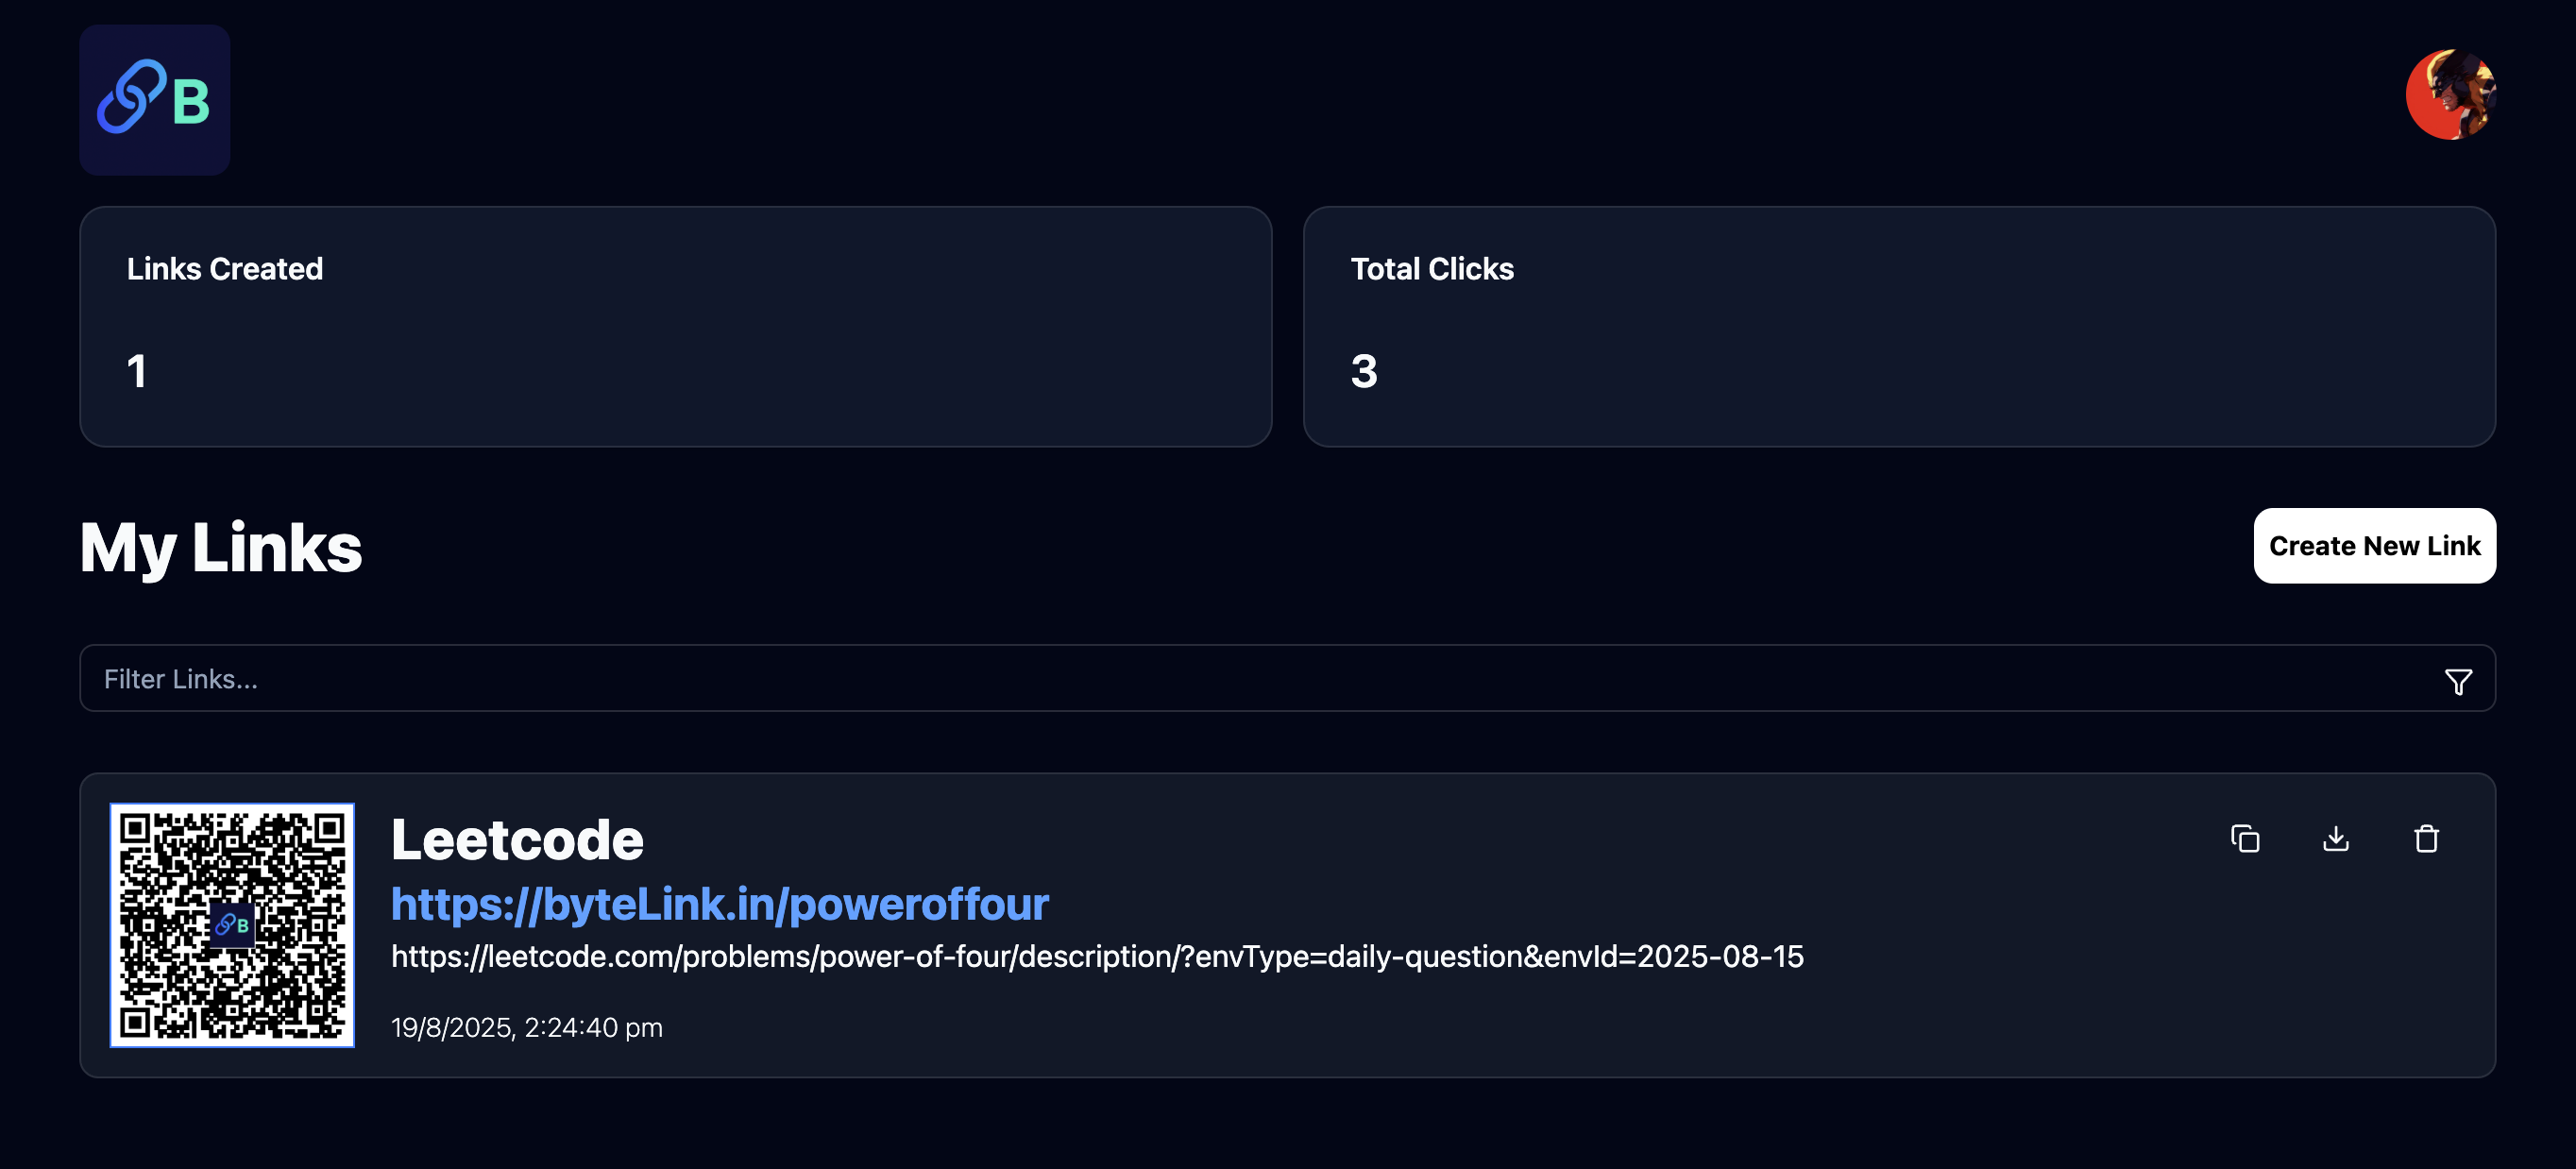 B
Links Created
1
Total Clicks
3
My Links
Create New Link
Filter Links...
B
Leetcode
https://byteLink.in/poweroffour
https://leetcode.com/problems/power-of-four/description/?envType=daily-question&envId=2025-08-15
19/8/2025, 2:24:40 pm